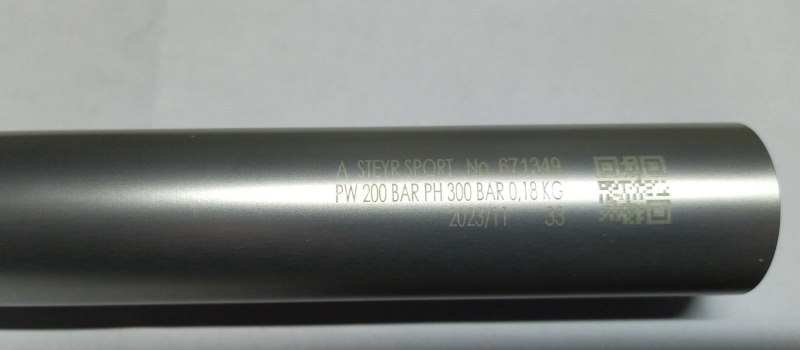 A STEYR SPORT No 671349
PW 200 BAR PH 300 BAR 0,18 KG
2023/11 33